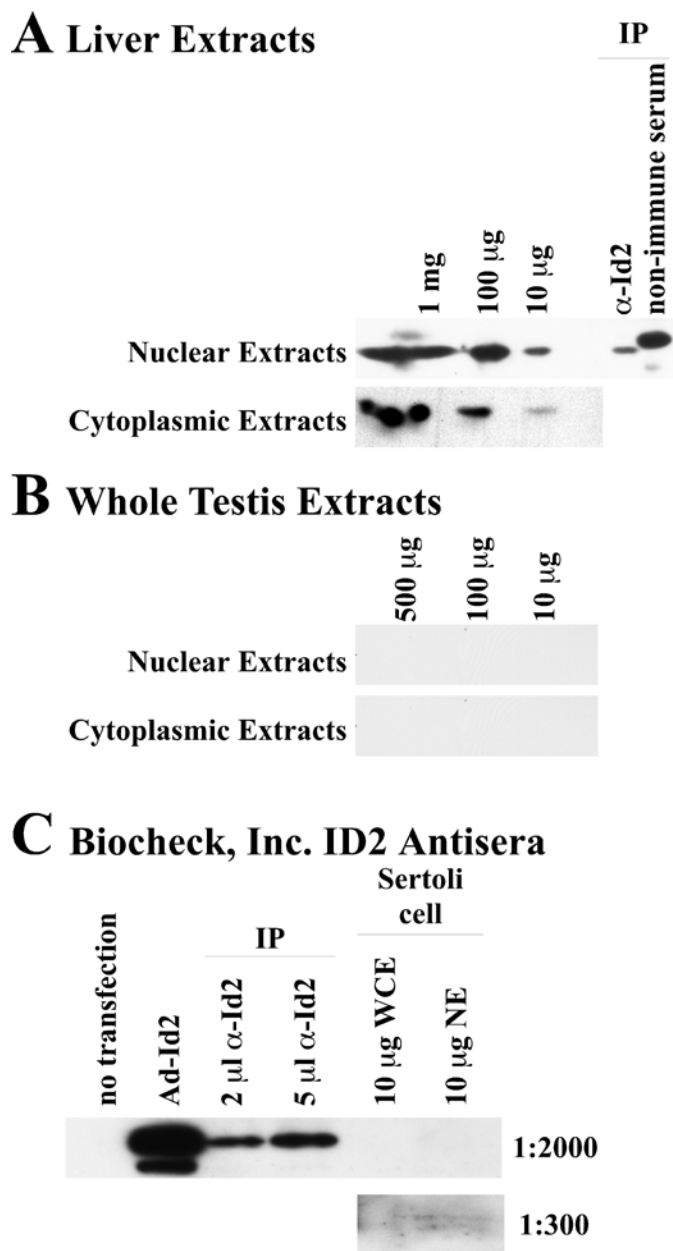 A Liver Extracts
IP
1 mg
100 μg
10 μg
α-Id2
non-immune serum
Nuclear Extracts
Cytoplasmic Extracts
B Whole Testis Extracts
500 μg
100 μg
10 μg
Nuclear Extracts
Cytoplasmic Extracts
C Biocheck, Inc. ID2 Antisera
Sertoli
cell
IP
no transfection
Ad-Id2
2 μl α-Id2
5 μl α-Id2
10 μg WCE
10 μg NE
1:2000
1:300